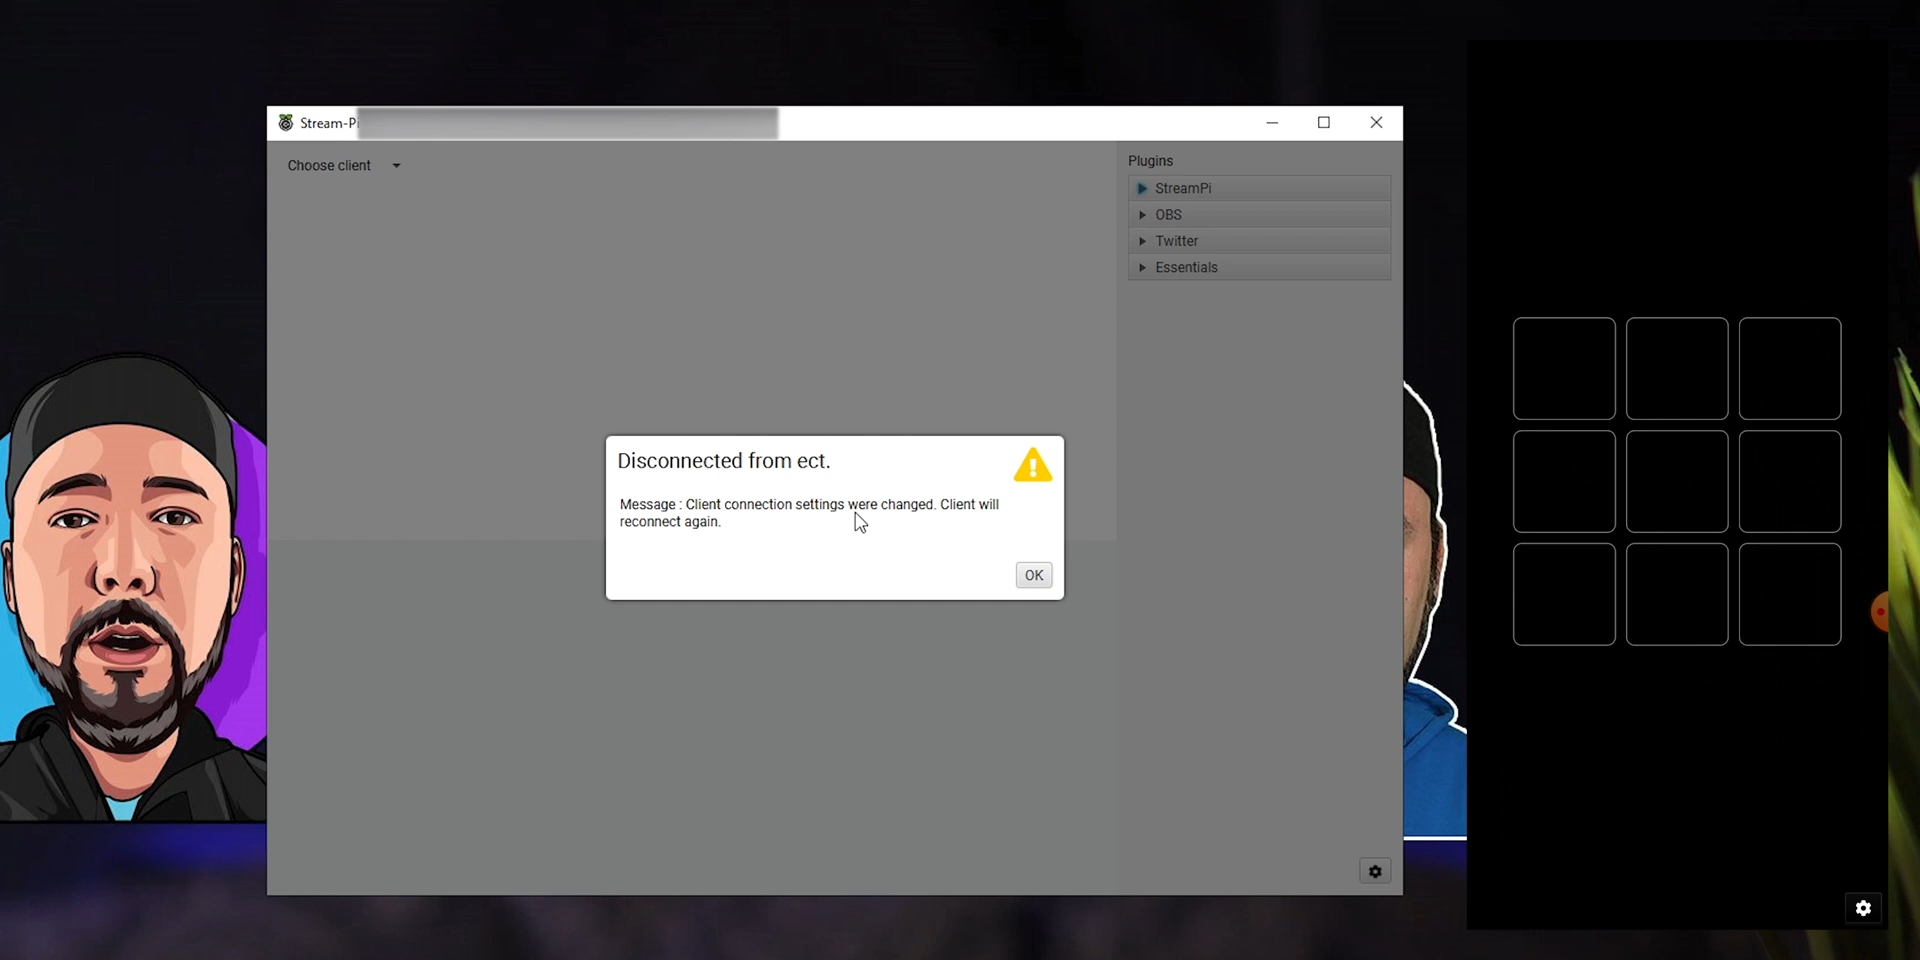 Stream-Pi
Choose client
Plugins
StreamPi
OBS
Twitter
Essentials
Disconnected from ect.
Message : Client connection settings were changed. Client will
reconnect again.
OK